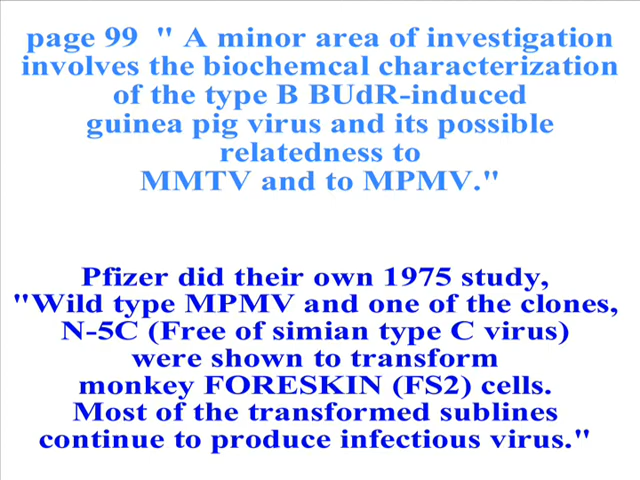 page 99 " A minor area of investigation
involves the biochemcal characterization
of the type B BUdR-induced
guinea pig virus and its possible
relatedness to
MMTV and to MPMV."
Pfizer did their own 1975 study,
"Wild type MPMV and one of the clones,
N-5C (Free of simian type C virus)
were shown to transform
monkey FORESKIN (FS2) cells.
Most of the transformed sublines
continue to produce infectious virus."